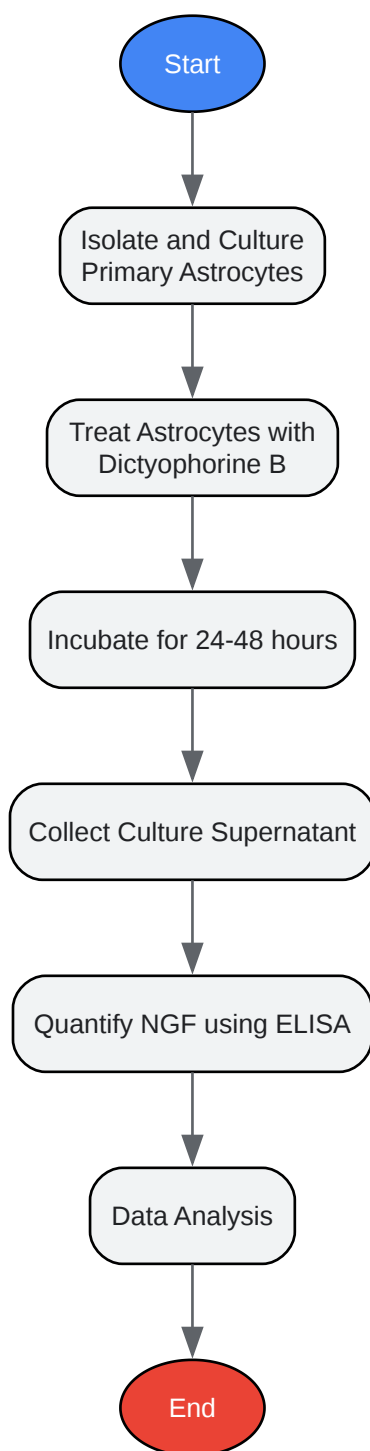 Start
Isolate and Culture
Primary Astrocytes
Treat Astrocytes with
Dictyophorine B
Incubate for 24-48 hours
Collect Culture Supernatant
Quantify NGF using ELISA
Data Analysis
End